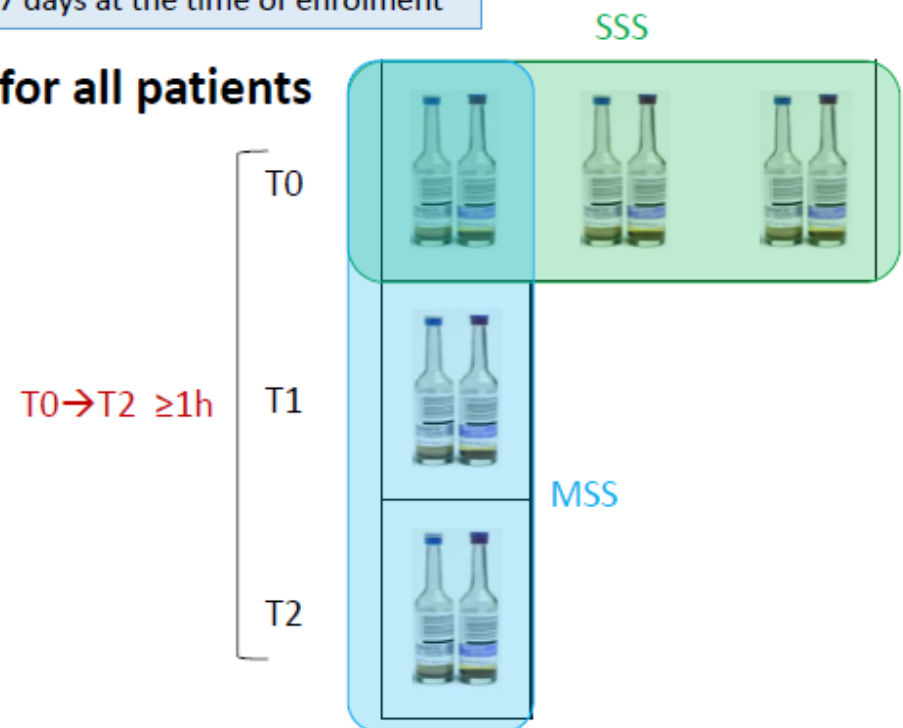 7 days at the time of enrolment
SSS
for all patients
T0
T0→T2 ≥1h
T1
MSS
T2